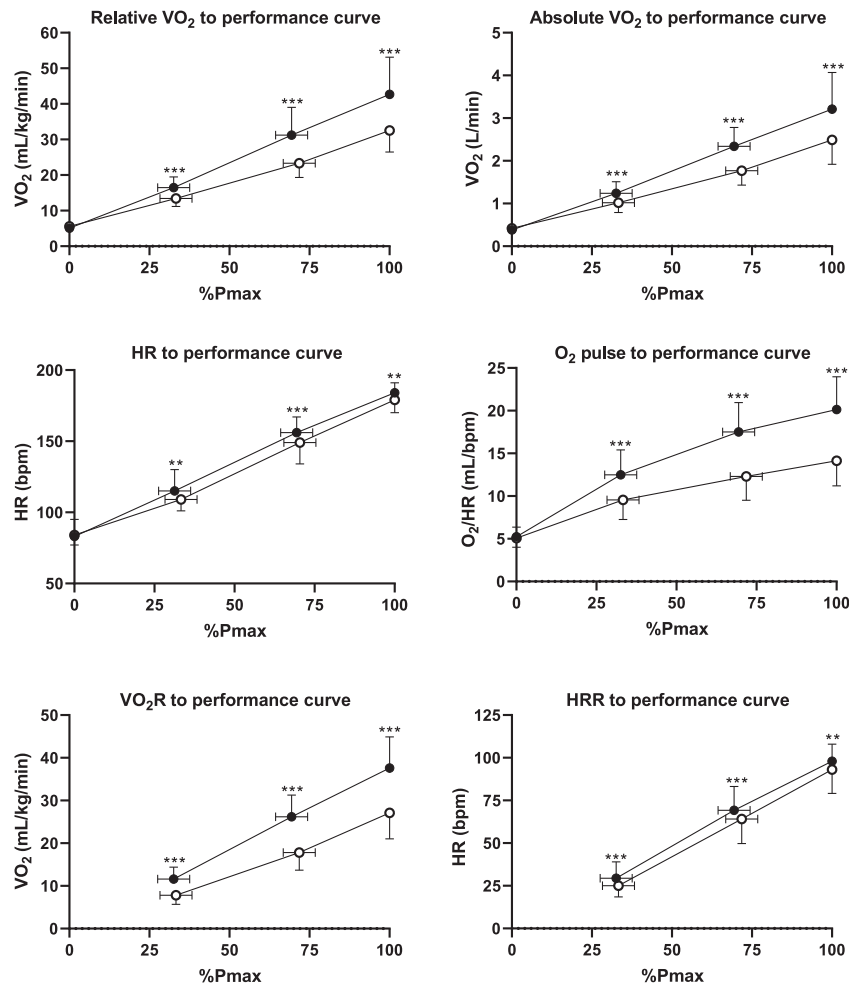 Relative VO₂ to performance curve
60
50
40
30
20
10
0
VO₂ (mL/kg/min)
***
***
***
0 25 50 75 100
%Pmax
Absolute VO₂ to performance curve
5
4
3
2
1
0
VO₂ (L/min)
***
***
***
0 25 50 75 100
%Pmax
HR to performance curve
200
150
100
50
HR (bpm)
**
***
**
0 25 50 75 100
%Pmax
O₂ pulse to performance curve
25
20
15
10
5
0
O₂/HR (mL/bpm)
***
***
***
0 25 50 75 100
%Pmax
VO₂R to performance curve
50
40
30
20
10
0
VO₂ (mL/kg/min)
***
***
***
0 25 50 75 100
%Pmax
HRR to performance curve
125
100
75
50
25
0
HR (bpm)
***
***
**
0 25 50 75 100
%Pmax